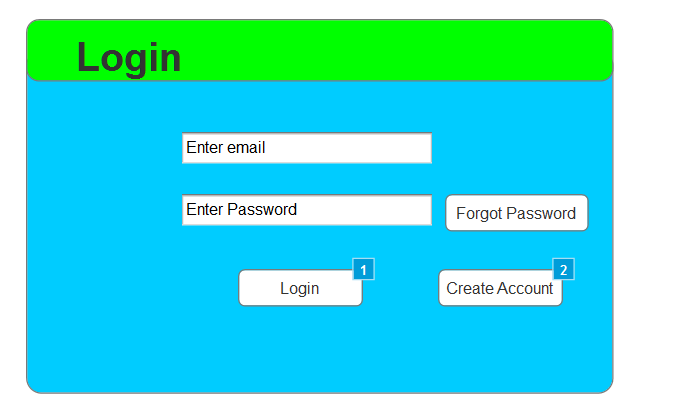 Login
Enter email
Enter Password
Forgot Password
1
2
Login
Create Account